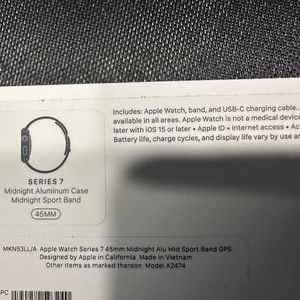 Includes: Apple Watch, band, and USB-C charging cable.
available in all areas. Apple Watch is not a medical device
later with iOS 15 or later • Apple ID • Internet access •
Battery life, charge cycles, and display life vary by use
SERIES 7
Midnight Aluminum Case
Midnight Sport Band
45MM
MKN53LL/A Apple Watch Series 7 45mm Midnight Alu Mid Sport Band GPS
Designed by Apple in California Made in Vietnam
Other items as marked thereon Model A2474
PC